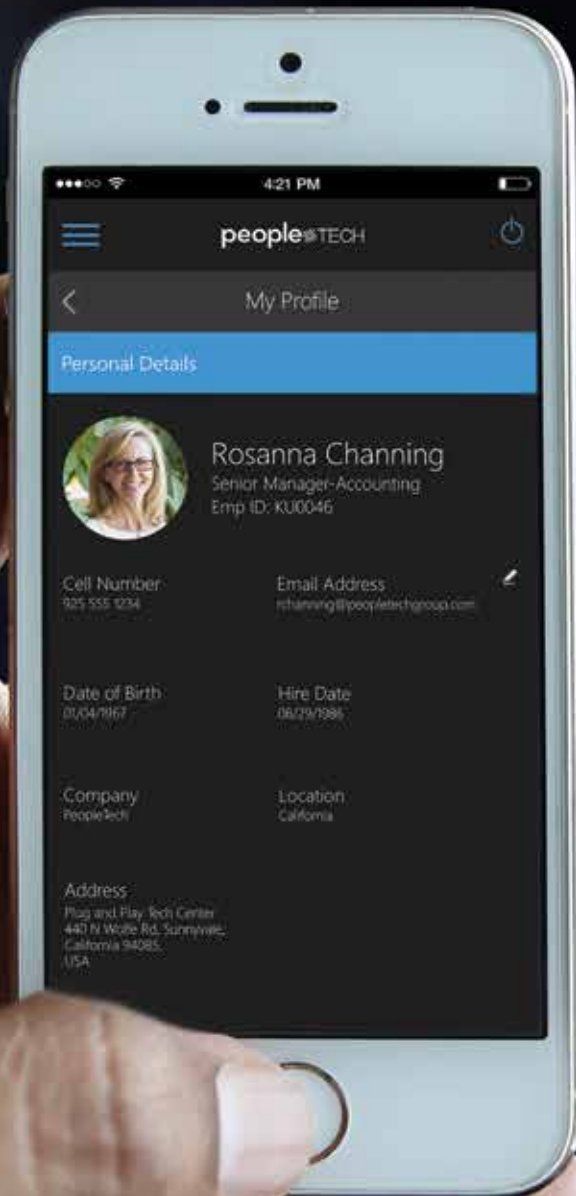 4:21 PM
people TECH
My Profile
Personal Details
Rosanna Channing
Senior Manager-Accounting
Emp ID: KU0046
Cell Number
925 555 1234
Email Address
rchanning@peopletechgroup.com
Date of Birth
01/04/1967
Hire Date
06/29/1986
Company
PeopleTech
Location
California
Address
Plug and Play Tech Center
440 N Wolfe Rd, Sunnyvale,
California 94085,
USA